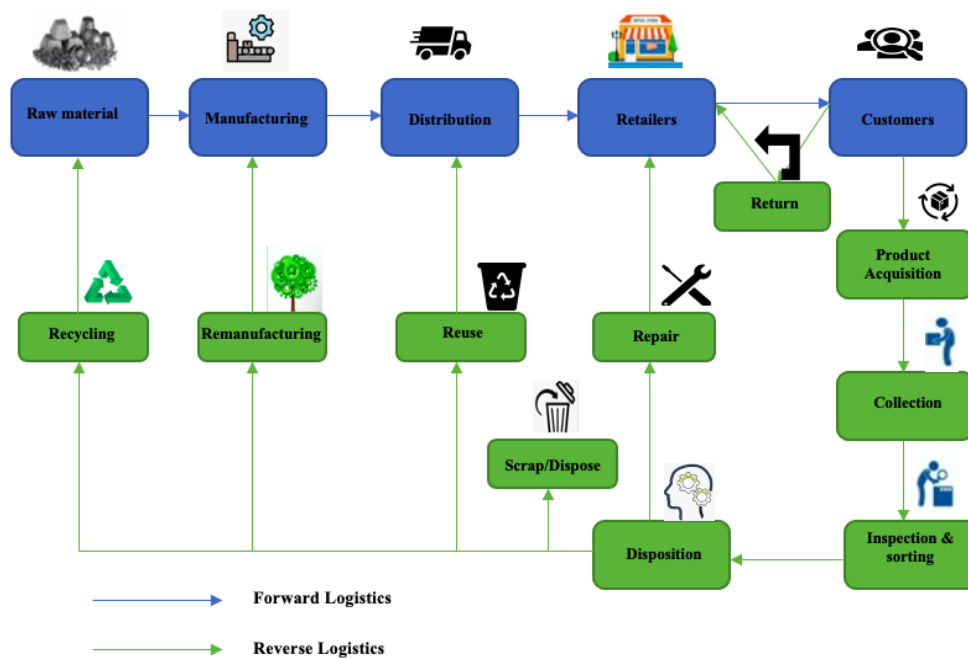 Raw material
Manufacturing
Distribution
Retailers
Customers
Return
Product
Acquisition
Recycling
Remanufacturing
Reuse
Repair
Collection
Scrap/Dispose
Disposition
Inspection &
sorting
Forward Logistics
Reverse Logistics